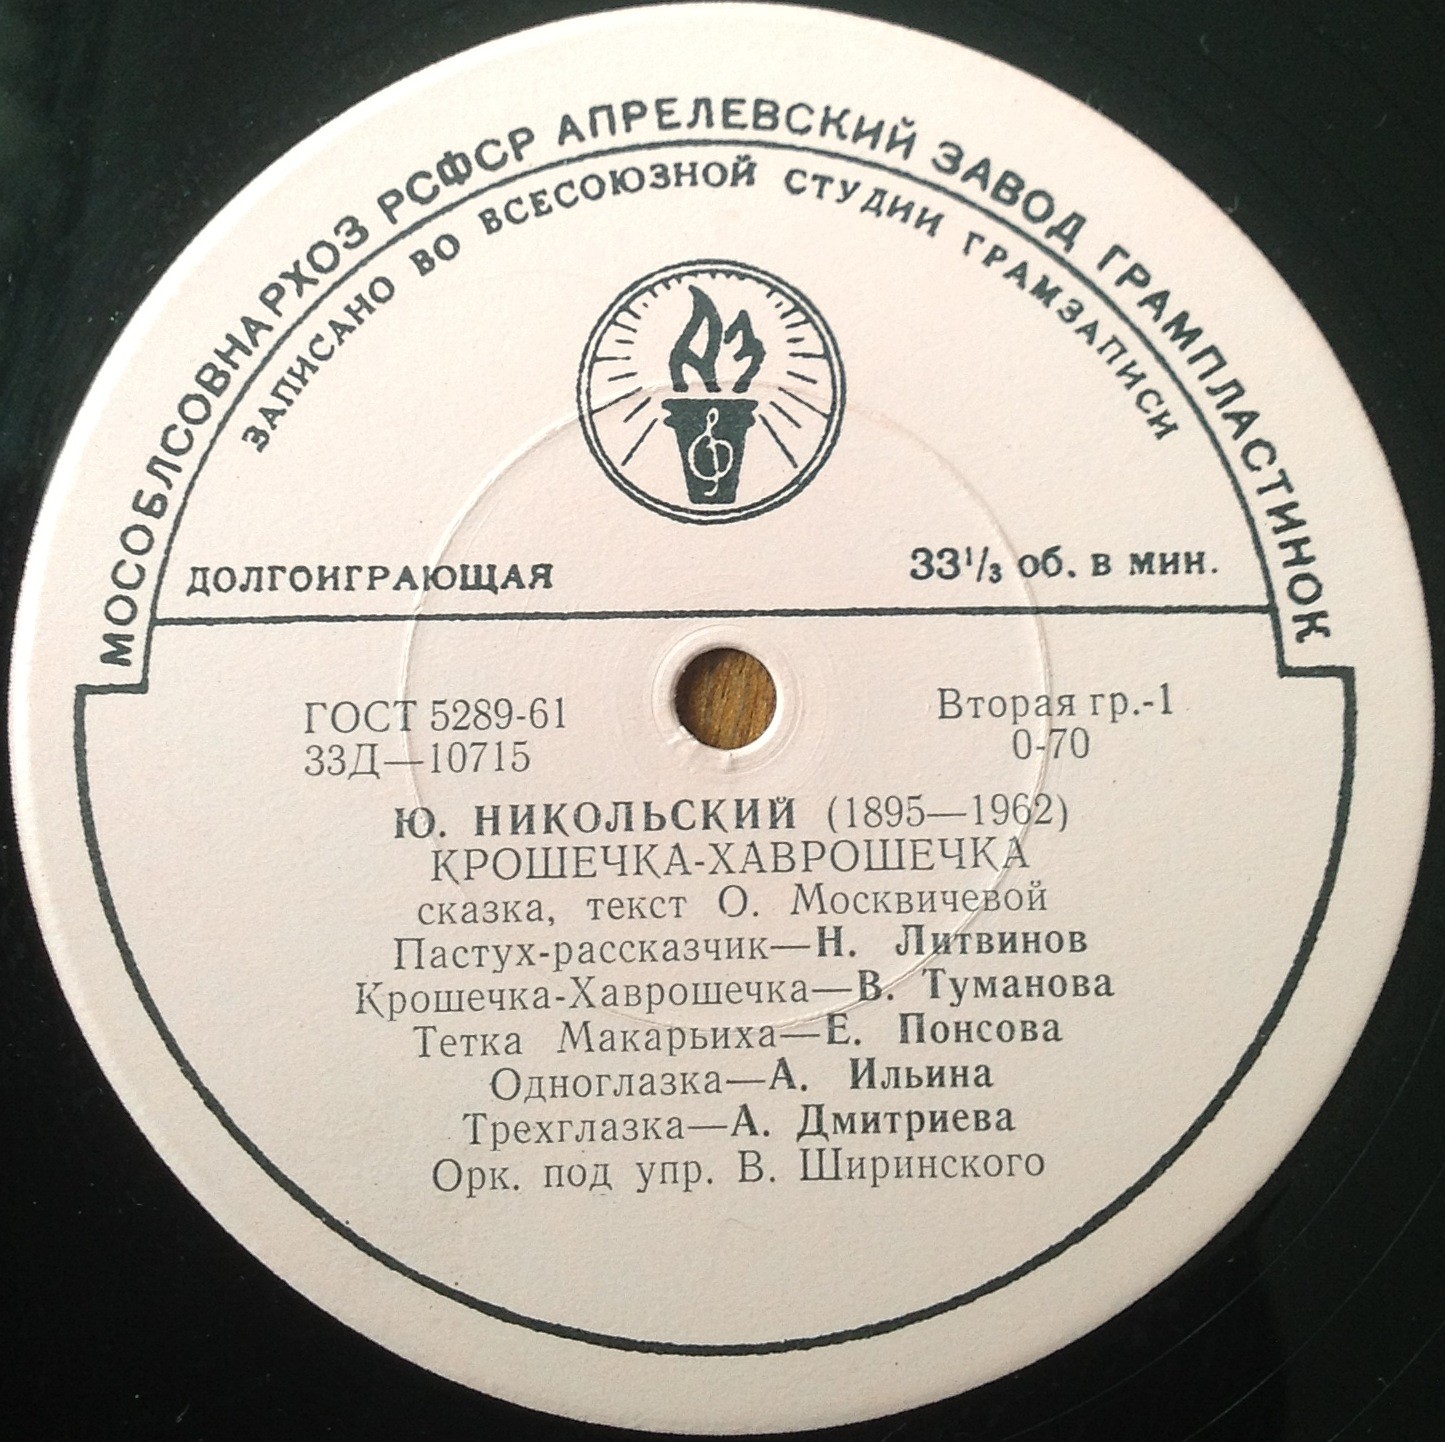 МОСОБЛСОВНАРХОЗ РСФСР АПРЕЛЕВСКИЙ ЗАВОД ГРАМПЛАСТИНОК
ЗАПИСАНО ВО ВСЕСОЮЗНОЙ СТУДИИ ГРАМЗАПИСИ
АЗ
ДОЛГОИГРАЮЩАЯ 33⅓ об. в мин.
ГОСТ 5289-61 Вторая гр.-1
33Д—10715 0-70
Ю. НИКОЛЬСКИЙ (1895—1962)
КРОШЕЧКА-ХАВРОШЕЧКА
сказка, текст О. Москвичевой
Пастух-рассказчик—Н. Литвинов
Крошечка-Хаврошечка—В. Туманова
Тетка Макарьиха—Е. Понсова
Одноглазка—А. Ильина
Трехглазка—А. Дмитриева
Орк. под упр. В. Ширинского